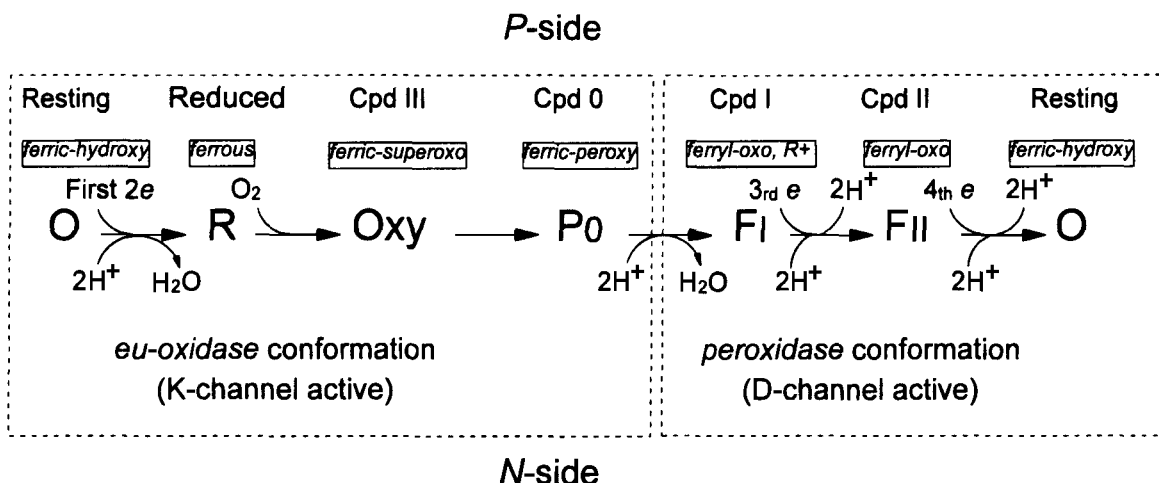 P-side
Resting Reduced Cpd III Cpd 0 Cpd I Cpd II Resting
ferric-hydroxy ferrous ferric-superoxo ferric-peroxy ferryl-oxo, R+ ferryl-oxo ferric-hydroxy
First 2e O2 3rd e 2H+ 4th e 2H+
O R Oxy P0 FI FII O
2H+ H2O 2H+ H2O 2H+ 2H+
eu-oxidase conformation peroxidase conformation
(K-channel active) (D-channel active)
N-side